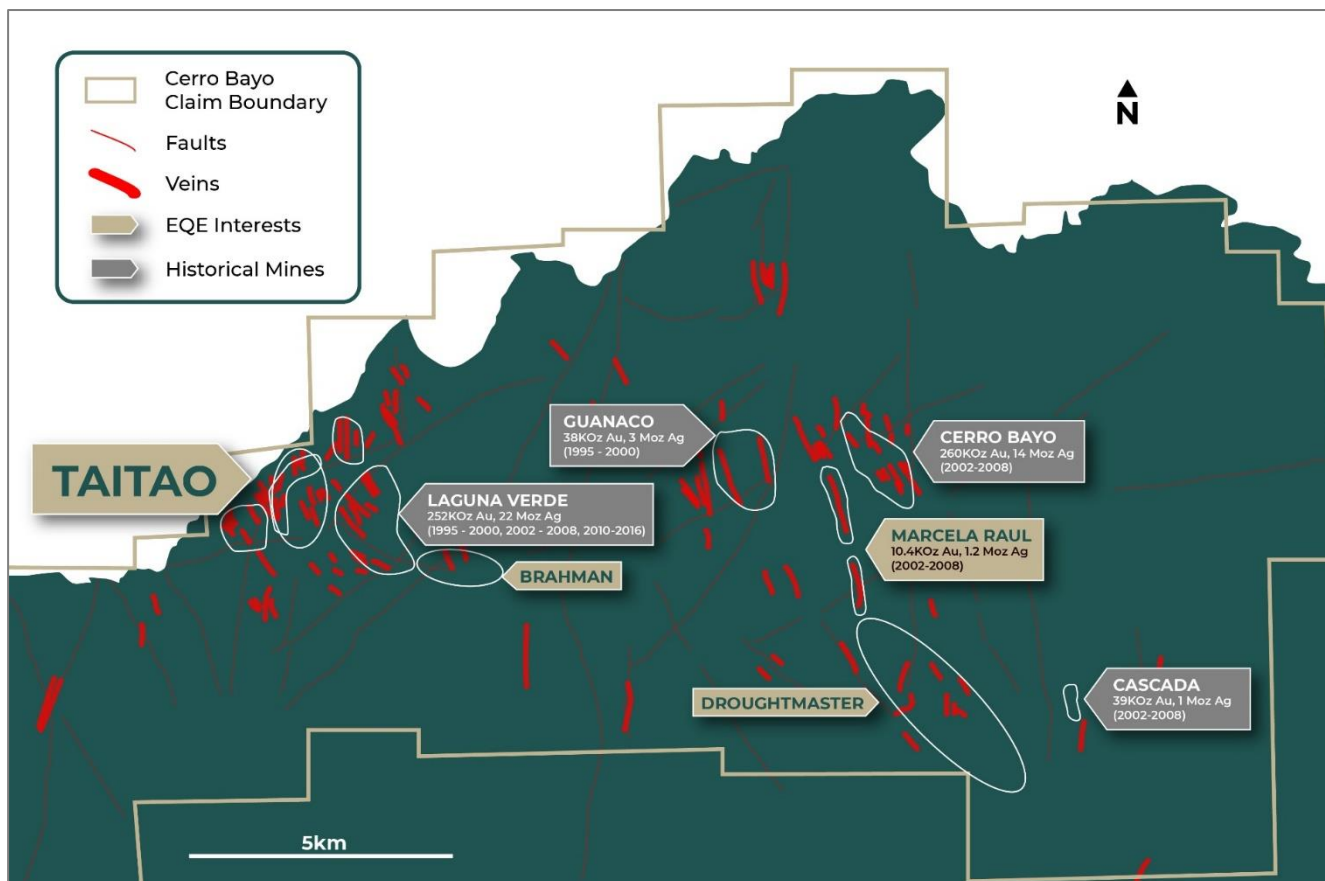 Cerro Bayo
Claim Boundary
Faults
Veins
EQE Interests
Historical Mines
N
GUANACO
38KOz Au, 3 Moz Ag
(1995 - 2000)
CERRO BAYO
260KOz Au, 14 Moz Ag
(2002-2008)
TAITAO
LAGUNA VERDE
252KOz Au, 22 Moz Ag
(1995 - 2000, 2002 - 2008, 2010-2016)
MARCELA RAUL
10.4KOz Au, 1.2 Moz Ag
(2002-2008)
BRAHMAN
DROUGHTMASTER
CASCADA
39KOz Au, 1 Moz Ag
(2002-2008)
5km